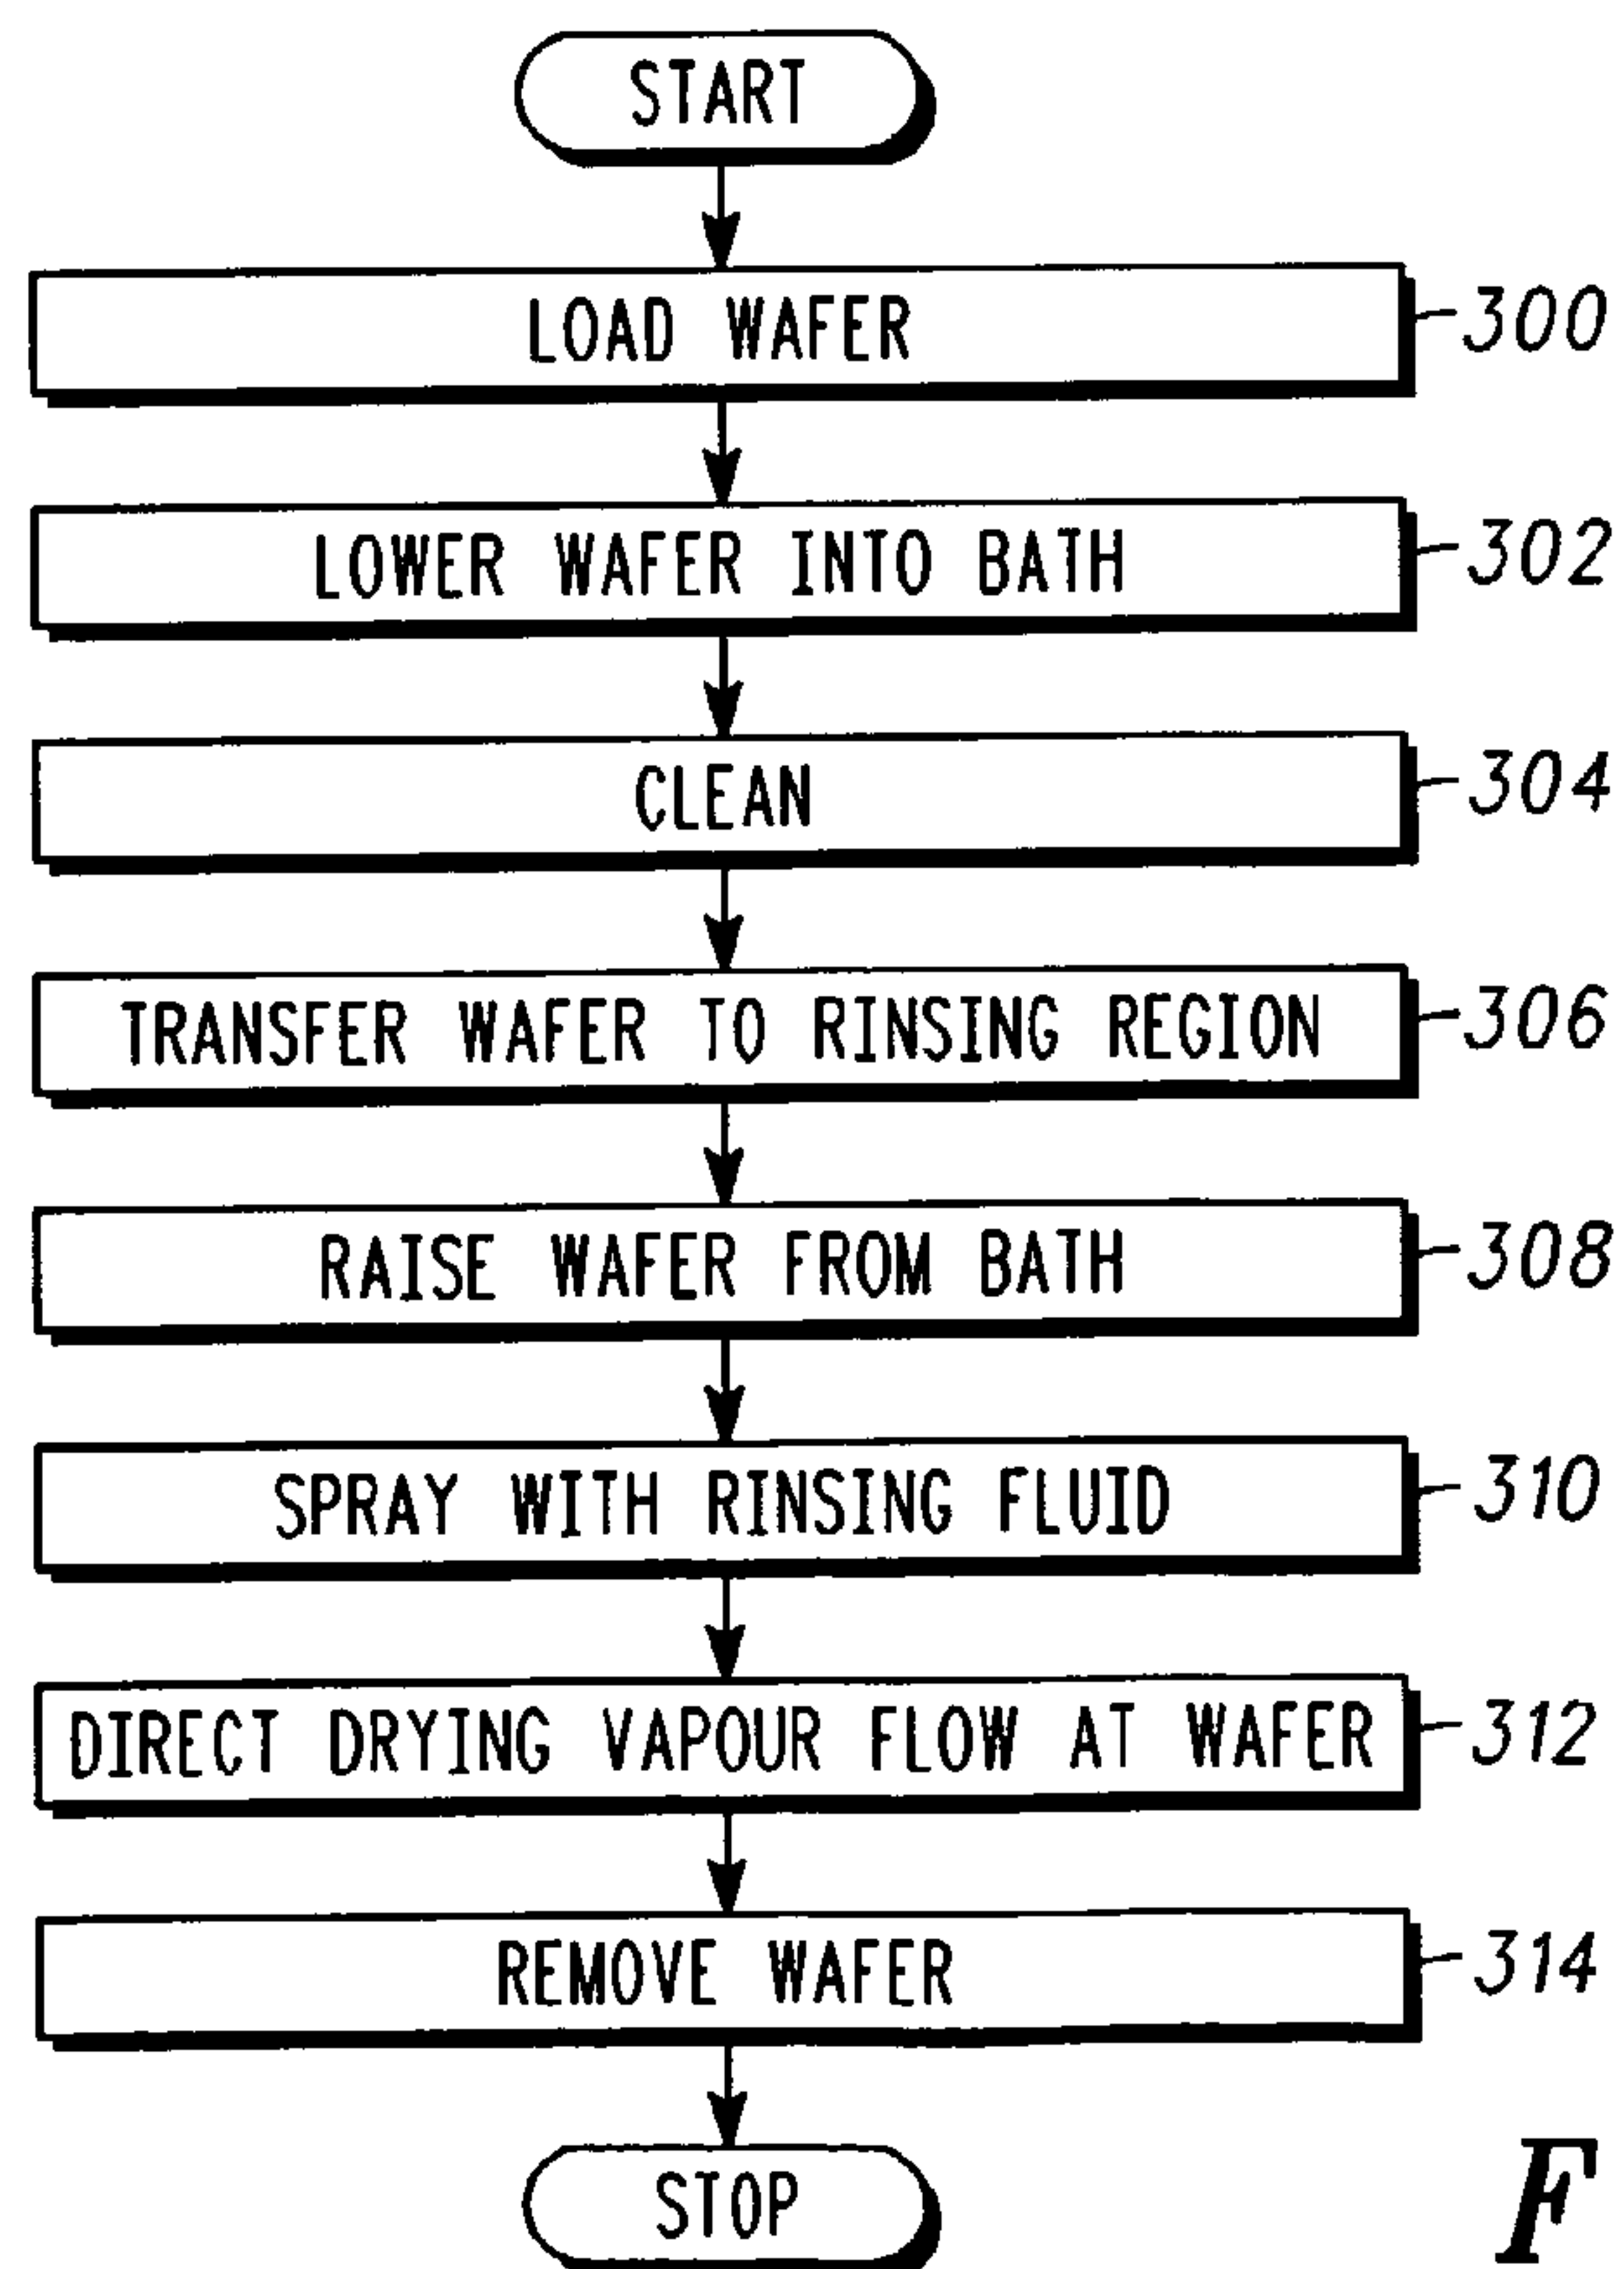 START
LOAD WAFER 300
LOWER WAFER INTO BATH 302
CLEAN 304
TRANSFER WAFER TO RINSING REGION 306
RAISE WAFER FROM BATH 308
SPRAY WITH RINSING FLUID 310
DIRECT DRYING VAPOUR FLOW AT WAFER 312
REMOVE WAFER 314
STOP
F